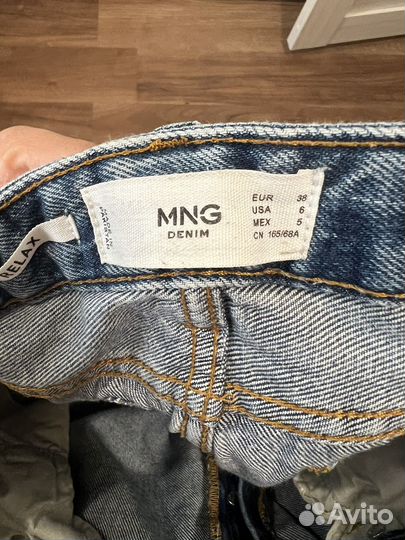 MNG
DENIM
EUR 38
USA 6
MEX 5
CN 165/68A
RELAX
Avito